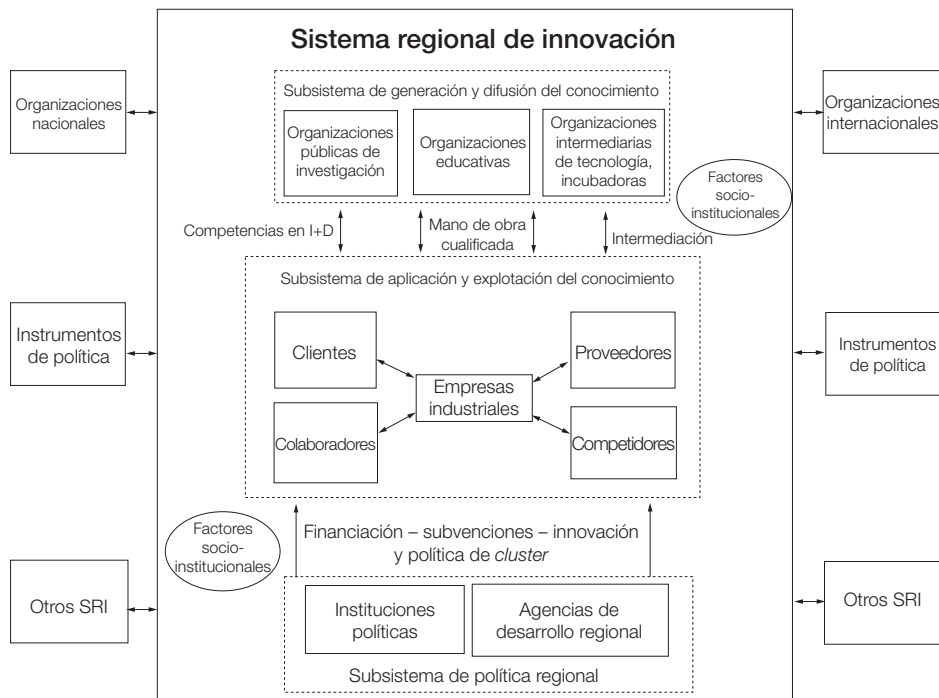 Sistema regional de innovación
Organizaciones
nacionales
Subsistema de generación y difusión del conocimiento
Organizaciones
públicas de
investigación
Organizaciones
educativas
Organizaciones
intermediarias
de tecnología,
incubadoras
Organizaciones
internacionales
Factores
socio-
institucionales
Competencias en I+D
Mano de obra
cualificada
Intermediación
Subsistema de aplicación y explotación del conocimiento
Instrumentos
de política
Clientes
Proveedores
Empresas
industriales
Colaboradores
Competidores
Instrumentos
de política
Factores
socio-
institucionales
Financiación – subvenciones – innovación
y política de cluster
Otros SRI
Instituciones
políticas
Agencias de
desarrollo regional
Subsistema de política regional
Otros SRI